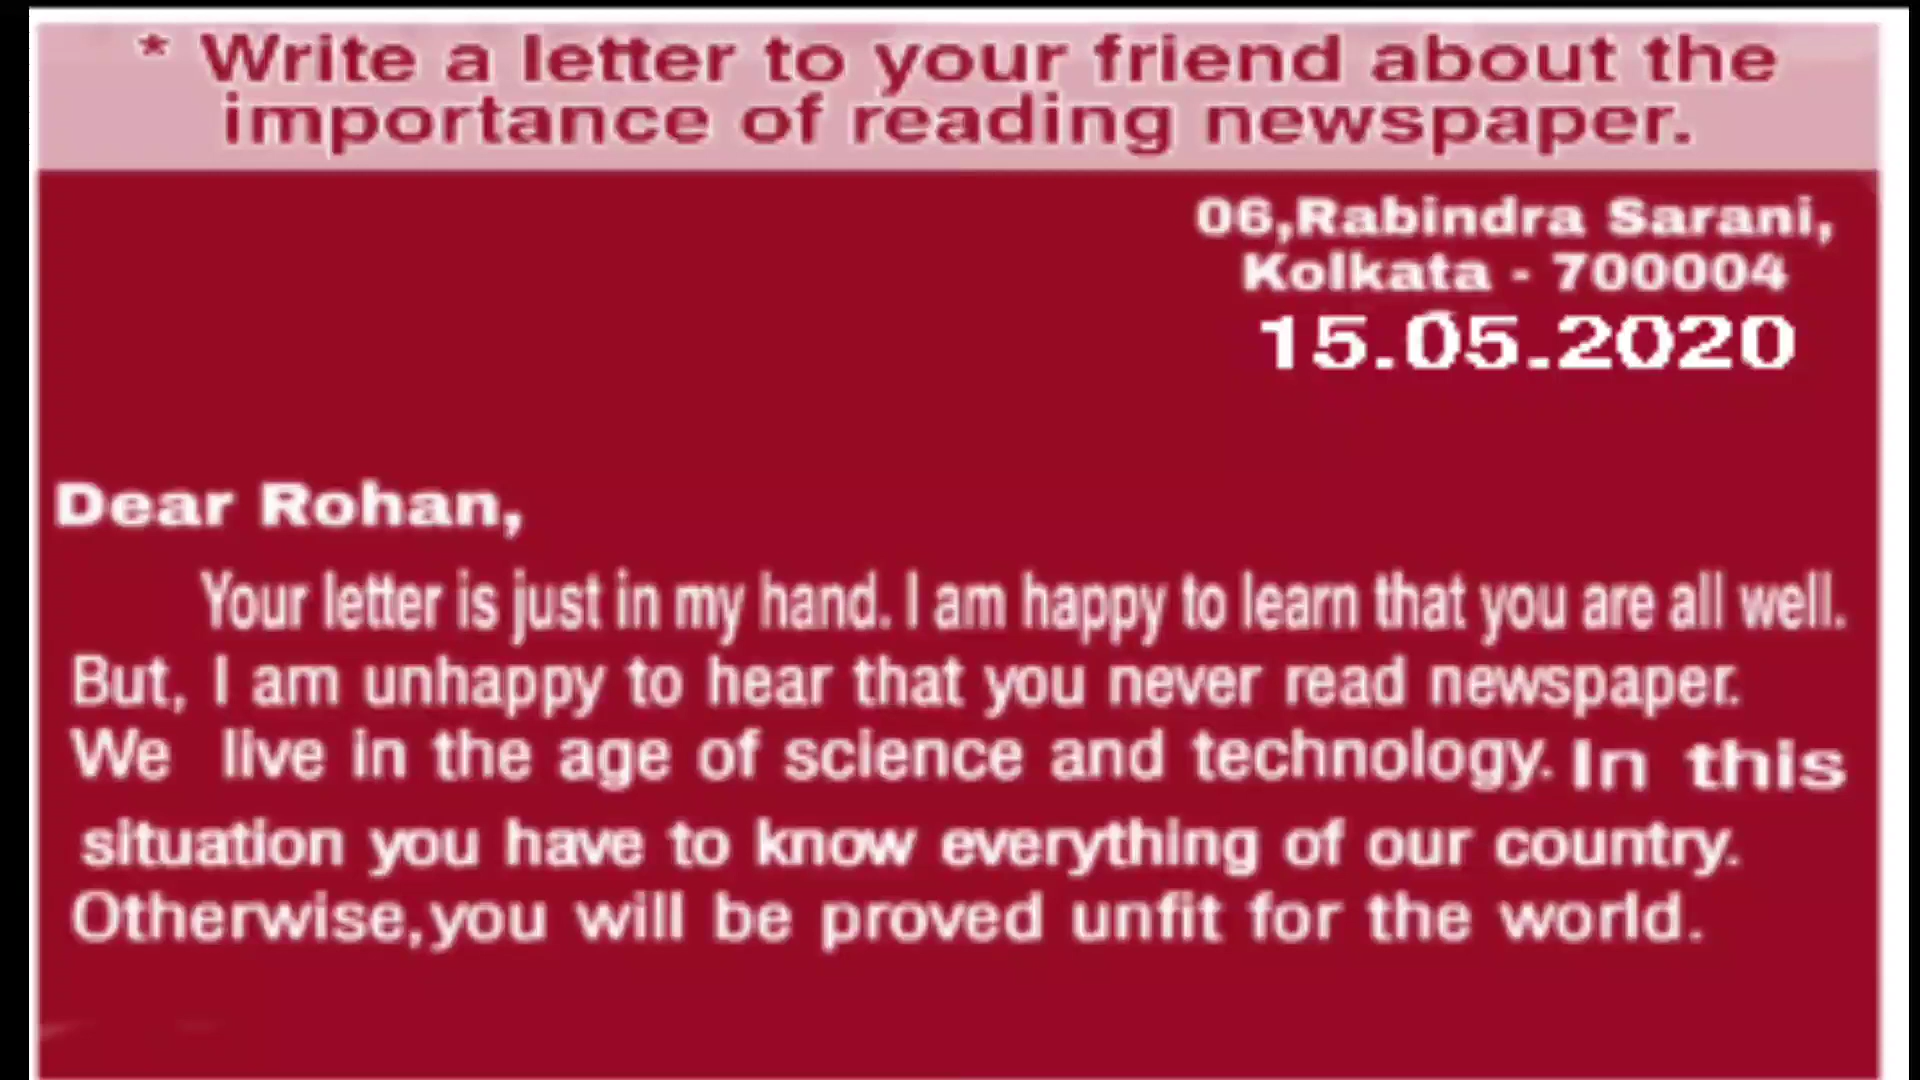 * Write a letter to your friend about the
importance of reading newspaper.
06,Rabindra Sarani,
Kolkata - 700004
15.05.2020
Dear Rohan,
Your letter is just in my hand. I am happy to learn that you are all well.
But, I am unhappy to hear that you never read newspaper.
We live in the age of science and technology. In this
situation you have to know everything of our country.
Otherwise,you will be proved unfit for the world.